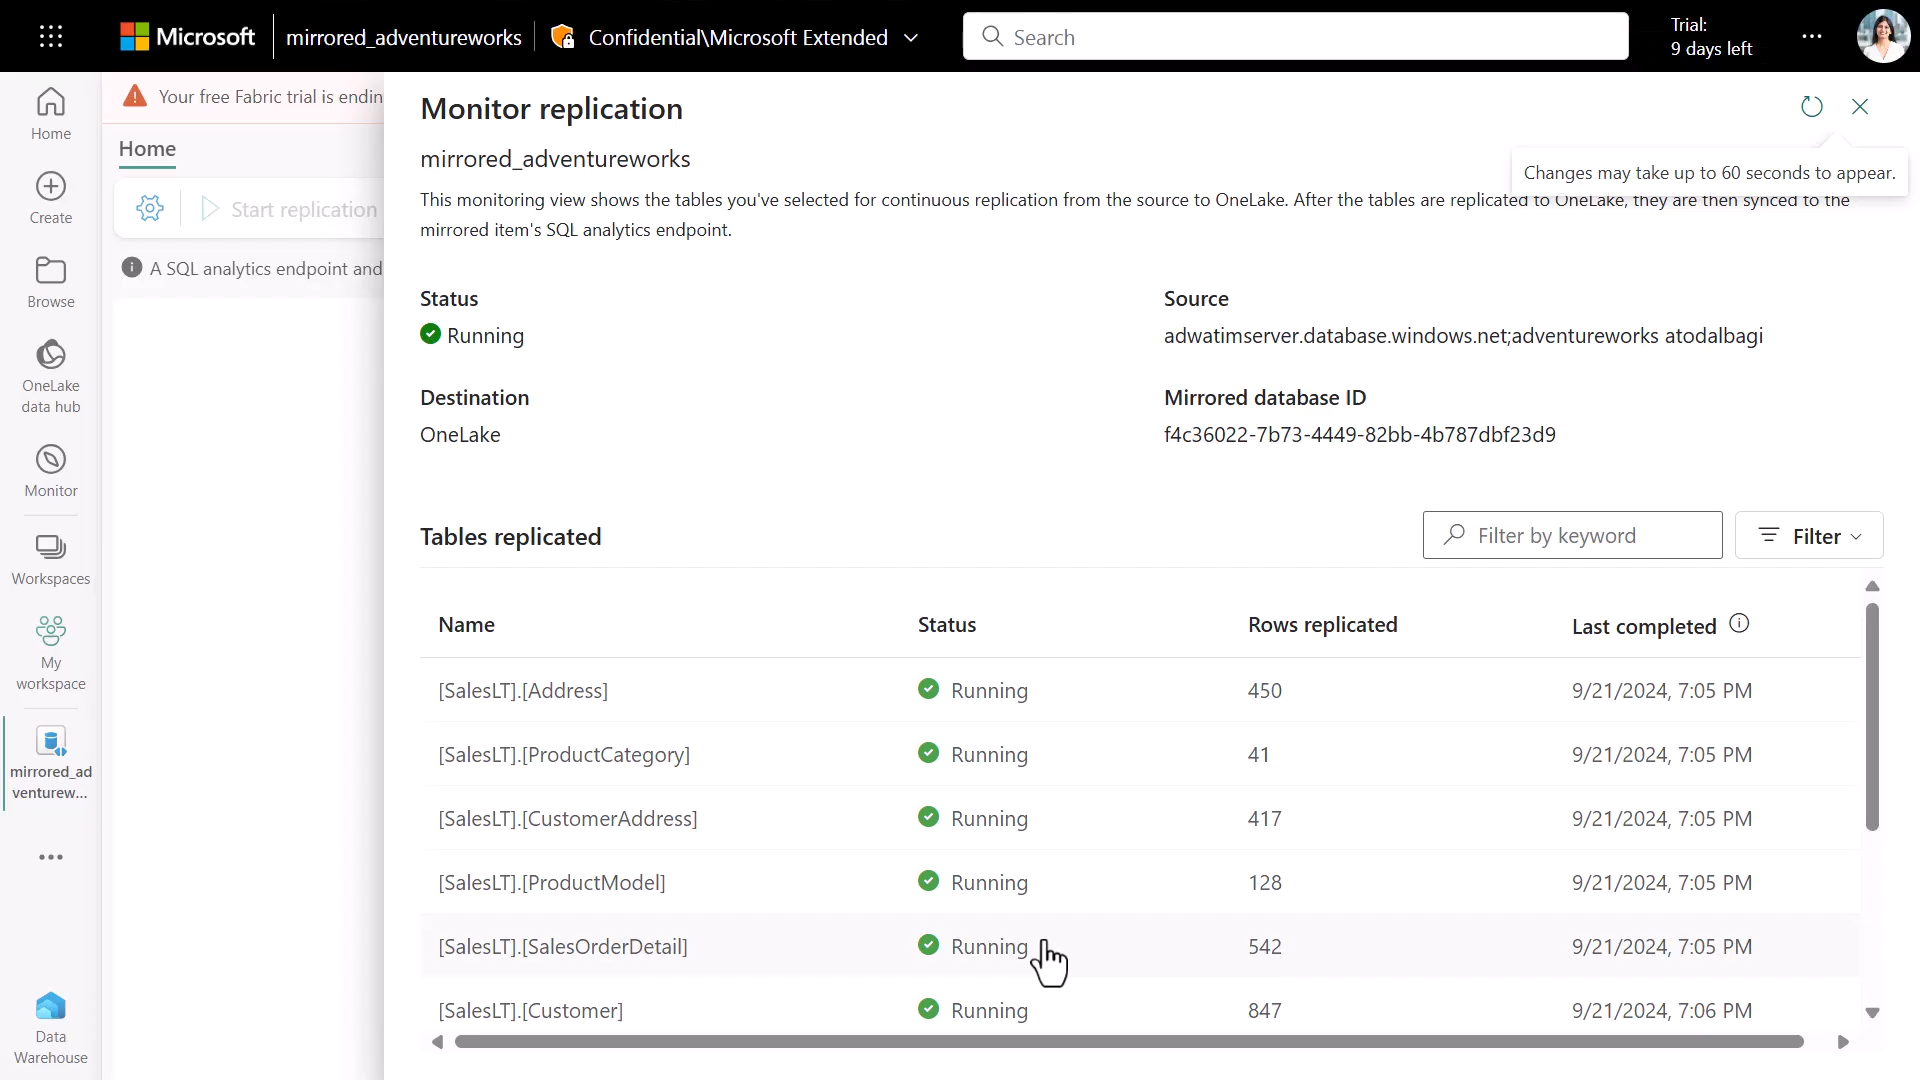 Microsoft
mirrored_adventureworks
Confidential\Microsoft Extended
Search
Trial:
9 days left
Home
Create
Browse
OneLake
data hub
Monitor
Workspaces
My
workspace
mirrored_ad
venturew...
Data
Warehouse
Your free Fabric trial is endin
Home
Start replication
A SQL analytics endpoint and
Monitor replication
mirrored_adventureworks
Changes may take up to 60 seconds to appear.
This monitoring view shows the tables you've selected for continuous replication from the source to OneLake. After the tables are replicated to OneLake, they are then synced to the
mirrored item's SQL analytics endpoint.
Status
Running
Source
adwatimserver.database.windows.net;adventureworks atodalbagi
Destination
OneLake
Mirrored database ID
f4c36022-7b73-4449-82bb-4b787dbf23d9
Tables replicated
Filter by keyword
Filter
Name Status Rows replicated Last completed
[SalesLT].[Address] Running 450 9/21/2024, 7:05 PM
[SalesLT].[ProductCategory] Running 41 9/21/2024, 7:05 PM
[SalesLT].[CustomerAddress] Running 417 9/21/2024, 7:05 PM
[SalesLT].[ProductModel] Running 128 9/21/2024, 7:05 PM
[SalesLT].[SalesOrderDetail] Running 542 9/21/2024, 7:05 PM
[SalesLT].[Customer] Running 847 9/21/2024, 7:06 PM